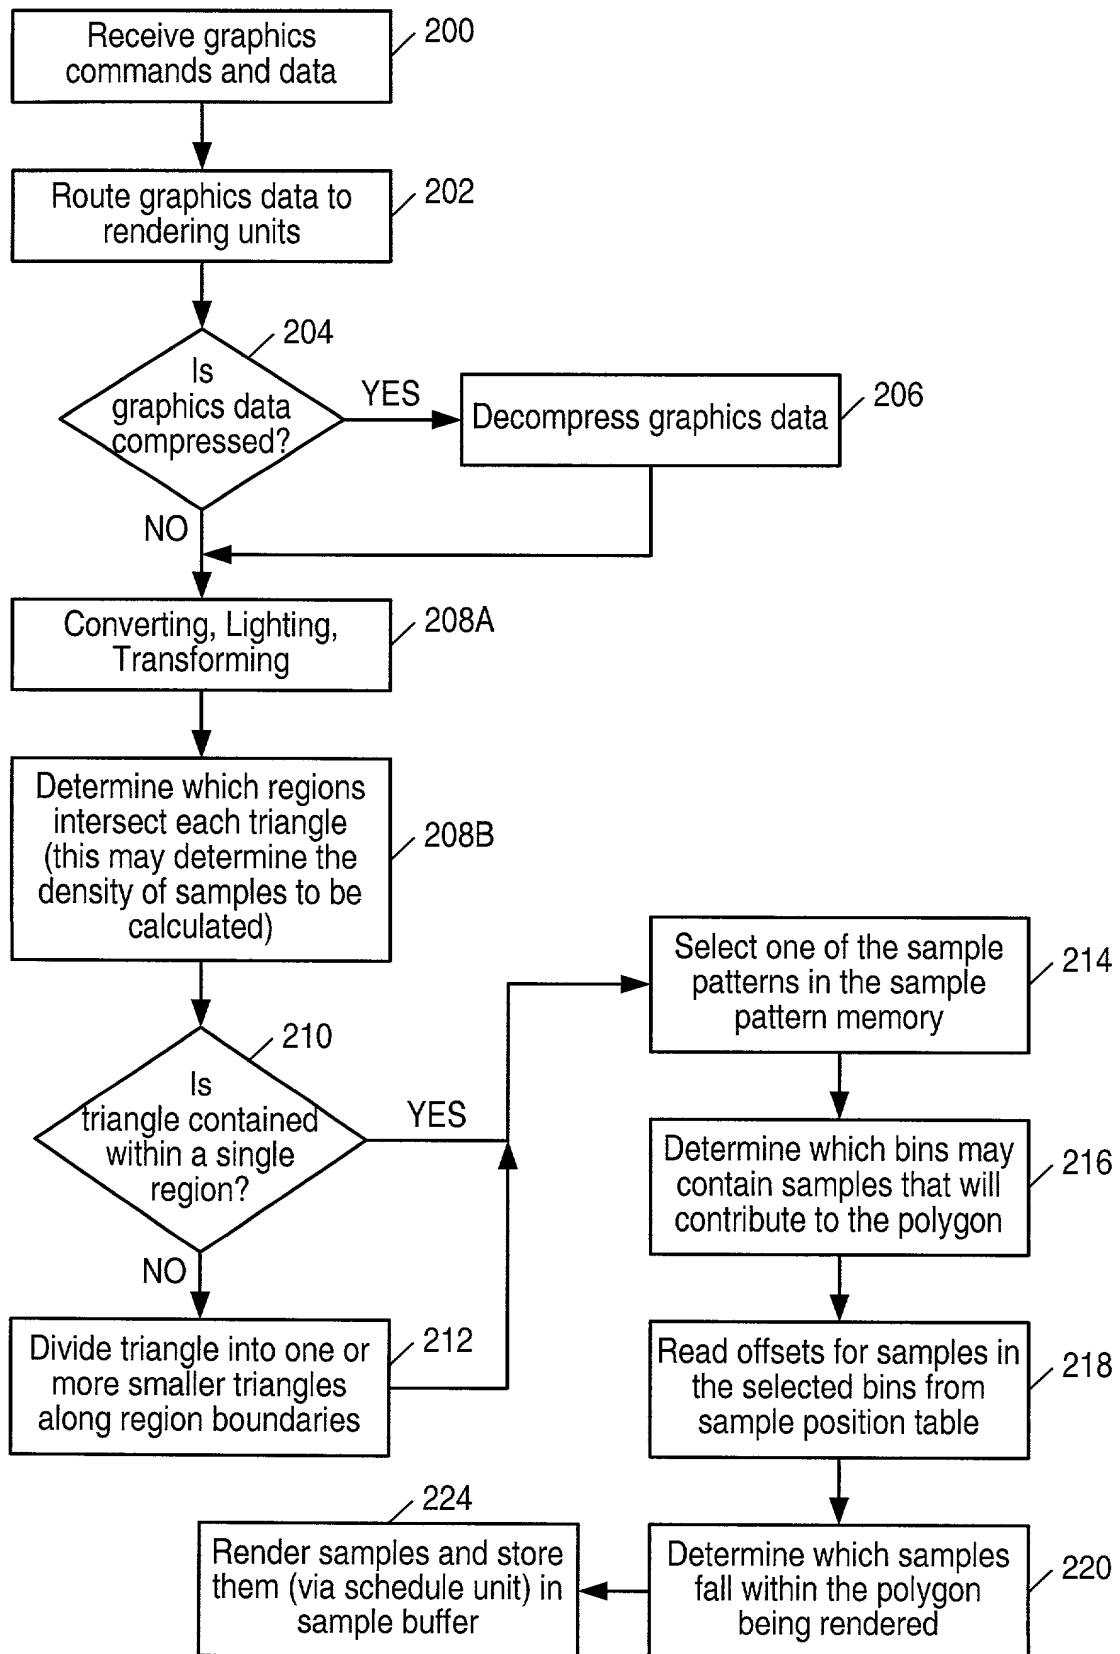 Receive graphics
commands and data
200
Route graphics data to
rendering units
202
204
Is
graphics data
compressed?
YES
Decompress graphics data
206
NO
Converting, Lighting,
Transforming
208A
Determine which regions
intersect each triangle
(this may determine the
density of samples to be
calculated)
208B
210
Is
triangle contained
within a single
region?
YES
NO
Divide triangle into one or
more smaller triangles
along region boundaries
212
Select one of the sample
patterns in the sample
pattern memory
214
Determine which bins may
contain samples that will
contribute to the polygon
216
Read offsets for samples in
the selected bins from
sample position table
218
Determine which samples
fall within the polygon
being rendered
220
224
Render samples and store
them (via schedule unit) in
sample buffer